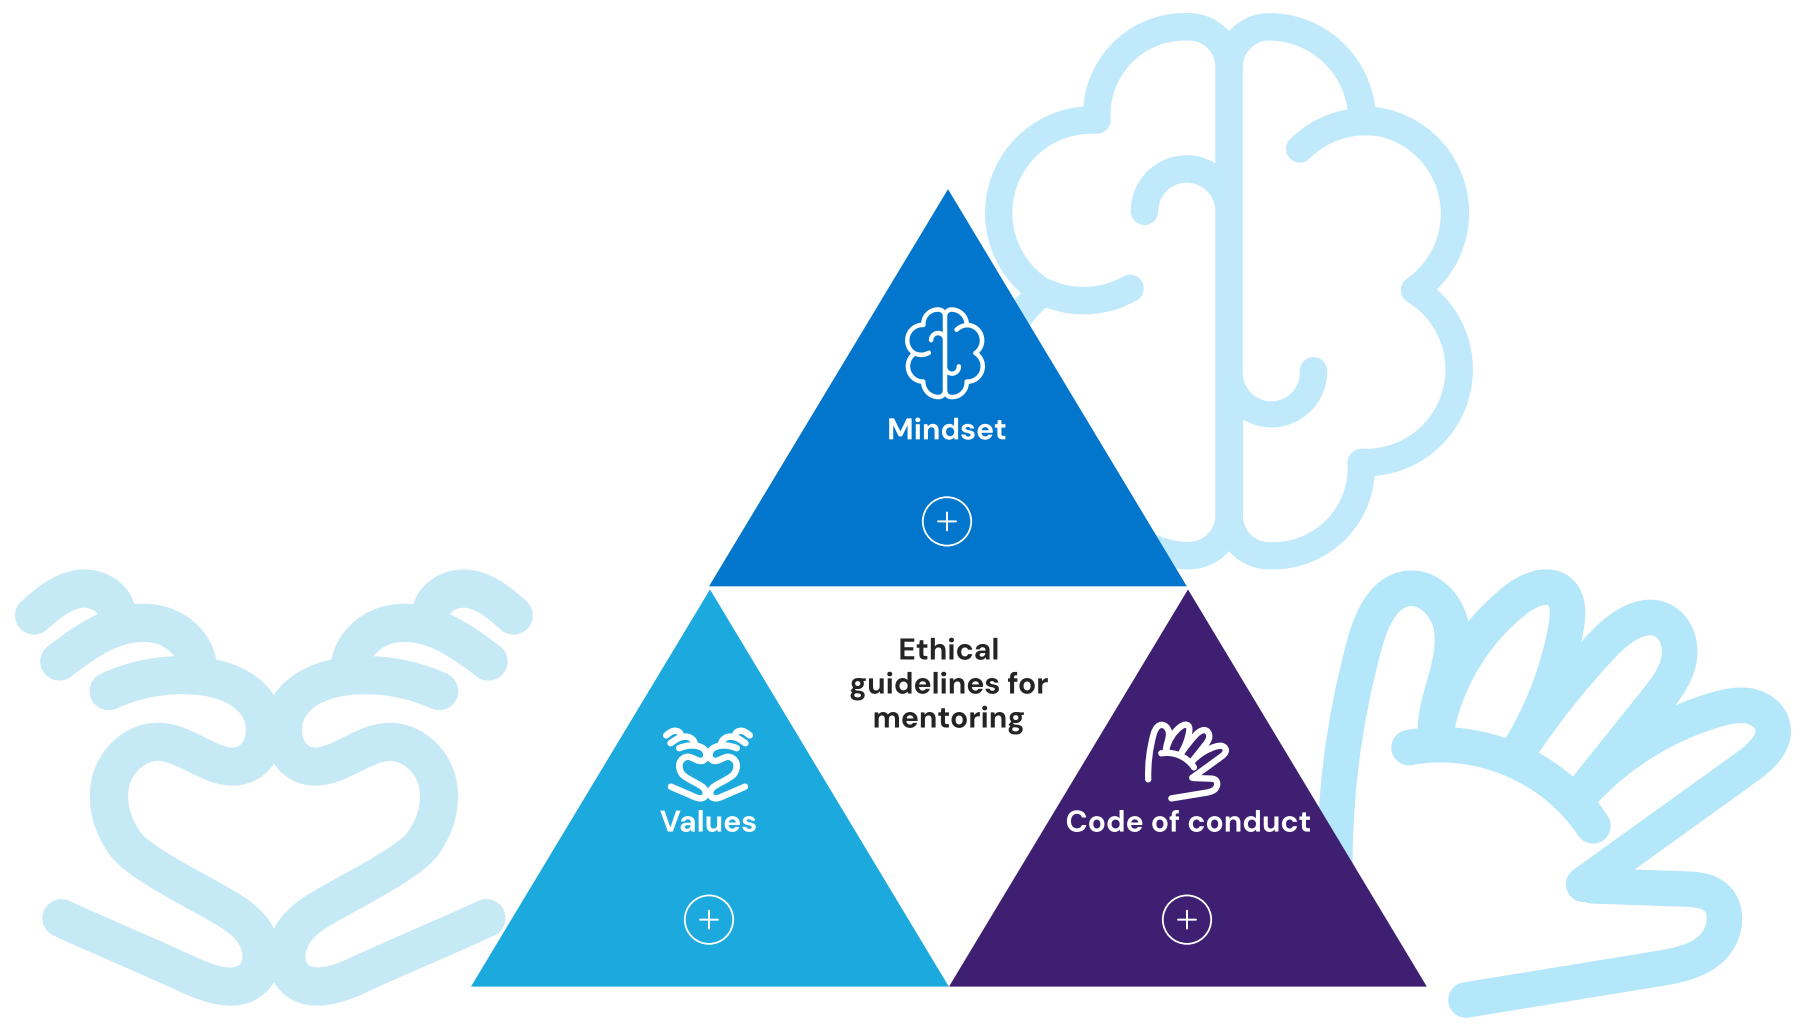 Mindset
Ethical
guidelines for
mentoring
Values
Code of conduct